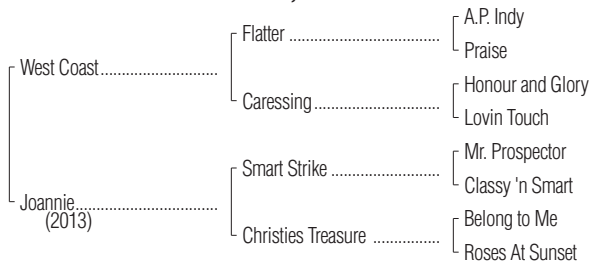 A.P. Indy
Flatter ........................................
Praise
West Coast..............................
Honour and Glory
Caressing.................................
Lovin Touch
Mr. Prospector
Smart Strike ............................
Classy 'n Smart
Joannie.....................................
(2013)
Belong to Me
Christies Treasure .................
Roses At Sunset